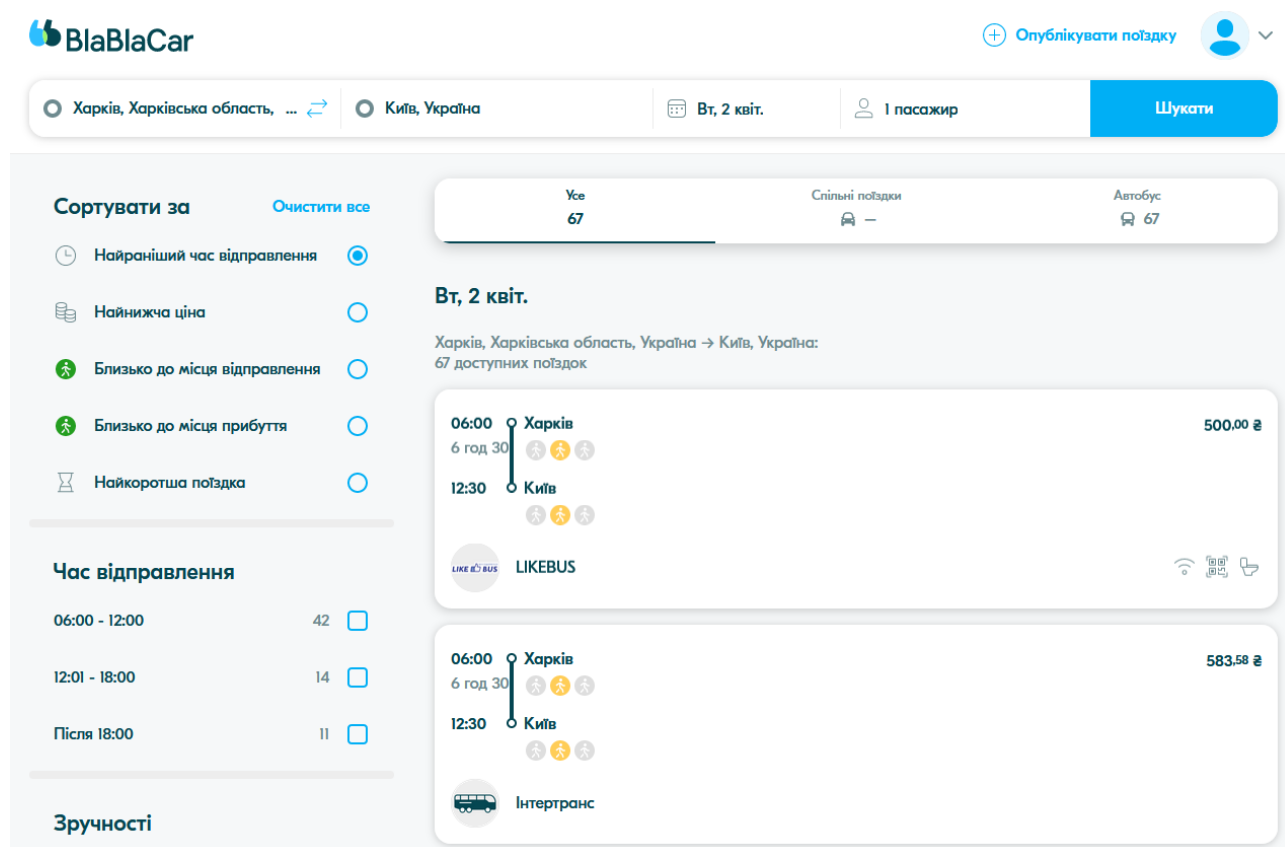 BlaBlaCar
Опублікувати поїздку
Харків, Харківська область, ...
Київ, Україна
Вт, 2 квіт.
1 пасажир
Шукати
Сортувати за
Очистити все
Найраніший час відправлення
Найнижча ціна
Близько до місця відправлення
Близько до місця прибуття
Найкоротша поїздка
Час відправлення
06:00 - 12:00 42
12:01 - 18:00 14
Після 18:00 11
Зручності
Усе
67
Спільні поїздки
—
Автобус
67
Вт, 2 квіт.
Харків, Харківська область, Україна → Київ, Україна:
67 доступних поїздок
06:00 Харків 500,00 ₴
6 год 30
12:30 Київ
LIKE BUS LIKEBUS
06:00 Харків 583,58 ₴
6 год 30
12:30 Київ
Інтертранс